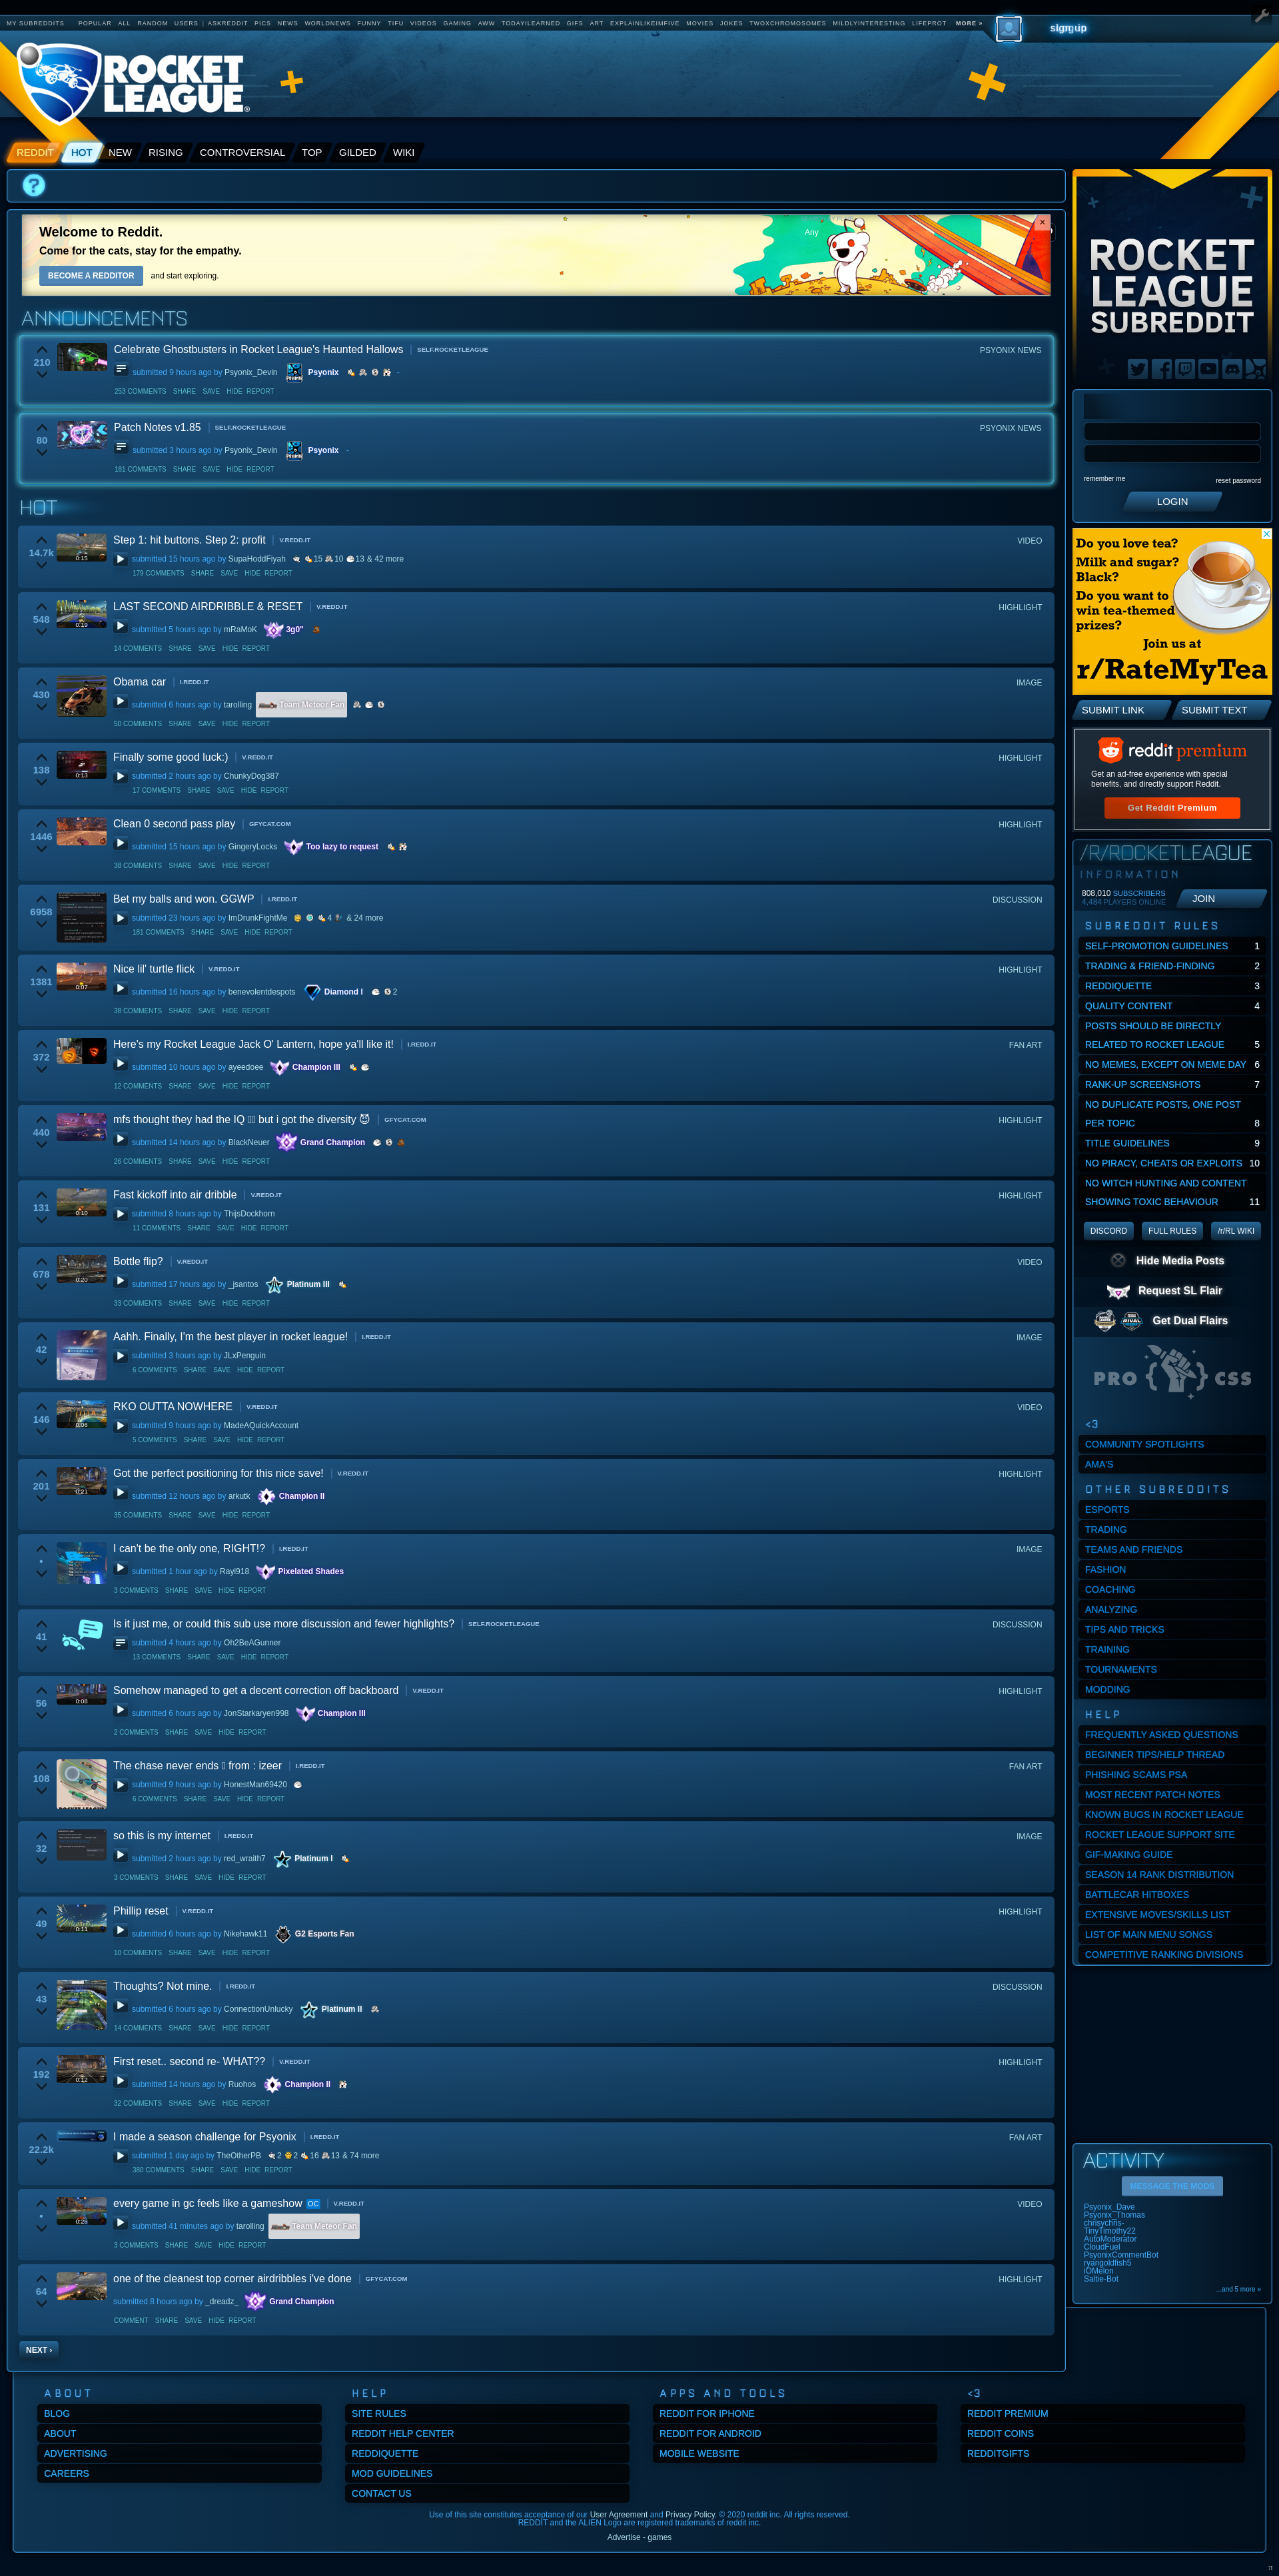 MY SUBREDDITS POPULAR ALL RANDOM USERS | ASKREDDIT PICS NEWS WORLDNEWS FUNNY TIFU VIDEOS GAMING AWW TODAYILEARNED GIFS ART EXPLAINLIKEIMFIVE MOVIES JOKES TWOXCHROMOSOMES MILDLYINTERESTING LIFEPROT MORE »
ROCKET
LEAGUE®
REDDIT HOT NEW RISING CONTROVERSIAL TOP GILDED WIKI
?
Welcome to Reddit.
Come for the cats, stay for the empathy.
BECOME A REDDITOR and start exploring.
Any
×
ANNOUNCEMENTS
210
Celebrate Ghostbusters in Rocket League's Haunted Hallows SELF.ROCKETLEAGUE PSYONIX NEWS
submitted 9 hours ago by Psyonix_Devin Psyonix -
253 COMMENTS SHARE SAVE HIDE REPORT
80
Patch Notes v1.85 SELF.ROCKETLEAGUE PSYONIX NEWS
submitted 3 hours ago by Psyonix_Devin Psyonix -
181 COMMENTS SHARE SAVE HIDE REPORT
HOT
14.7k
0:15
Step 1: hit buttons. Step 2: profit V.REDD.IT VIDEO
submitted 15 hours ago by SupaHoddFiyah 15 10 13 & 42 more
179 COMMENTS SHARE SAVE HIDE REPORT
548
0:19
LAST SECOND AIRDRIBBLE & RESET V.REDD.IT HIGHLIGHT
submitted 5 hours ago by mRaMoK 3g0"
14 COMMENTS SHARE SAVE HIDE REPORT
430
Obama car I.REDD.IT IMAGE
submitted 6 hours ago by tarolling Team Meteor Fan
50 COMMENTS SHARE SAVE HIDE REPORT
138
0:13
Finally some good luck:) V.REDD.IT HIGHLIGHT
submitted 2 hours ago by ChunkyDog387
17 COMMENTS SHARE SAVE HIDE REPORT
1446
Clean 0 second pass play GFYCAT.COM HIGHLIGHT
submitted 15 hours ago by GingeryLocks Too lazy to request
38 COMMENTS SHARE SAVE HIDE REPORT
6958
Bet my balls and won. GGWP I.REDD.IT DISCUSSION
submitted 23 hours ago by ImDrunkFightMe 4 & 24 more
181 COMMENTS SHARE SAVE HIDE REPORT
1381
0:07
Nice lil' turtle flick V.REDD.IT HIGHLIGHT
submitted 16 hours ago by benevolentdespots Diamond I 2
38 COMMENTS SHARE SAVE HIDE REPORT
372
Here's my Rocket League Jack O' Lantern, hope ya'll like it! I.REDD.IT FAN ART
submitted 10 hours ago by ayeedoee Champion III
12 COMMENTS SHARE SAVE HIDE REPORT
440
mfs thought they had the IQ but i got the diversity 😈 GFYCAT.COM HIGHLIGHT
submitted 14 hours ago by BlackNeuer Grand Champion
26 COMMENTS SHARE SAVE HIDE REPORT
131
0:10
Fast kickoff into air dribble V.REDD.IT HIGHLIGHT
submitted 8 hours ago by ThijsDockhorn
11 COMMENTS SHARE SAVE HIDE REPORT
678
0:20
Bottle flip? V.REDD.IT VIDEO
submitted 17 hours ago by _jsantos Platinum III
33 COMMENTS SHARE SAVE HIDE REPORT
42
Aahh. Finally, I'm the best player in rocket league! I.REDD.IT IMAGE
submitted 3 hours ago by JLxPenguin
6 COMMENTS SHARE SAVE HIDE REPORT
146
0:06
RKO OUTTA NOWHERE V.REDD.IT VIDEO
submitted 9 hours ago by MadeAQuickAccount
5 COMMENTS SHARE SAVE HIDE REPORT
201
0:21
Got the perfect positioning for this nice save! V.REDD.IT HIGHLIGHT
submitted 12 hours ago by arkutk Champion II
35 COMMENTS SHARE SAVE HIDE REPORT
•
I can't be the only one, RIGHT!? I.REDD.IT IMAGE
submitted 1 hour ago by Rayi918 Pixelated Shades
3 COMMENTS SHARE SAVE HIDE REPORT
41
Is it just me, or could this sub use more discussion and fewer highlights? SELF.ROCKETLEAGUE DISCUSSION
submitted 4 hours ago by Oh2BeAGunner
13 COMMENTS SHARE SAVE HIDE REPORT
56
0:08
Somehow managed to get a decent correction off backboard V.REDD.IT HIGHLIGHT
submitted 6 hours ago by JonStarkaryen998 Champion III
2 COMMENTS SHARE SAVE HIDE REPORT
108
The chase never ends from : izeer I.REDD.IT FAN ART
submitted 9 hours ago by HonestMan69420
6 COMMENTS SHARE SAVE HIDE REPORT
32
so this is my internet I.REDD.IT IMAGE
submitted 2 hours ago by red_wraith7 Platinum I
3 COMMENTS SHARE SAVE HIDE REPORT
49
0:11
Phillip reset V.REDD.IT HIGHLIGHT
submitted 6 hours ago by Nikehawk11 G2 Esports Fan
10 COMMENTS SHARE SAVE HIDE REPORT
43
Thoughts? Not mine. I.REDD.IT DISCUSSION
submitted 6 hours ago by ConnectionUnlucky Platinum II
14 COMMENTS SHARE SAVE HIDE REPORT
192
0:12
First reset.. second re- WHAT?? V.REDD.IT HIGHLIGHT
submitted 14 hours ago by Ruohos Champion II
32 COMMENTS SHARE SAVE HIDE REPORT
22.2k
I made a season challenge for Psyonix I.REDD.IT FAN ART
submitted 1 day ago by TheOtherPB 2 2 16 13 & 74 more
380 COMMENTS SHARE SAVE HIDE REPORT
•
0:28
every game in gc feels like a gameshow OC V.REDD.IT VIDEO
submitted 41 minutes ago by tarolling Team Meteor Fan
3 COMMENTS SHARE SAVE HIDE REPORT
64
one of the cleanest top corner airdribbles i've done GFYCAT.COM HIGHLIGHT
submitted 8 hours ago by _dreadz_ Grand Champion
COMMENT SHARE SAVE HIDE REPORT
NEXT ›
ROCKET
LEAGUE
SUBREDDIT
remember me reset password
LOGIN
Do you love tea?
Milk and sugar?
Black?
Do you want to
win tea-themed
prizes?
Join us at
r/RateMyTea
SUBMIT LINK SUBMIT TEXT
reddit premium
Get an ad-free experience with special
benefits, and directly support Reddit.
Get Reddit Premium
/R/ROCKETLEAGUE
INFORMATION
808,010 SUBSCRIBERS
4,484 PLAYERS ONLINE
JOIN
SUBREDDIT RULES
SELF-PROMOTION GUIDELINES 1
TRADING & FRIEND-FINDING 2
REDDIQUETTE 3
QUALITY CONTENT 4
POSTS SHOULD BE DIRECTLY
RELATED TO ROCKET LEAGUE 5
NO MEMES, EXCEPT ON MEME DAY 6
RANK-UP SCREENSHOTS 7
NO DUPLICATE POSTS, ONE POST
PER TOPIC 8
TITLE GUIDELINES 9
NO PIRACY, CHEATS OR EXPLOITS 10
NO WITCH HUNTING AND CONTENT
SHOWING TOXIC BEHAVIOUR 11
DISCORD FULL RULES /r/RL WIKI
Hide Media Posts
Request SL Flair
Get Dual Flairs
PRO { } CSS
<3
COMMUNITY SPOTLIGHTS
AMA'S
OTHER SUBREDDITS
ESPORTS
TRADING
TEAMS AND FRIENDS
FASHION
COACHING
ANALYZING
TIPS AND TRICKS
TRAINING
TOURNAMENTS
MODDING
HELP
FREQUENTLY ASKED QUESTIONS
BEGINNER TIPS/HELP THREAD
PHISHING SCAMS PSA
MOST RECENT PATCH NOTES
KNOWN BUGS IN ROCKET LEAGUE
ROCKET LEAGUE SUPPORT SITE
GIF-MAKING GUIDE
SEASON 14 RANK DISTRIBUTION
BATTLECAR HITBOXES
EXTENSIVE MOVES/SKILLS LIST
LIST OF MAIN MENU SONGS
COMPETITIVE RANKING DIVISIONS
ACTIVITY
MESSAGE THE MODS
Psyonix_Dave
Psyonix_Thomas
chrisychris-
TinyTimothy22
AutoModerator
CloudFuel
PsyonixCommentBot
ryangoldfish5
iOMelon
Saltie-Bot
...and 5 more »
ABOUT
BLOG
ABOUT
ADVERTISING
CAREERS
HELP
SITE RULES
REDDIT HELP CENTER
REDDIQUETTE
MOD GUIDELINES
CONTACT US
APPS AND TOOLS
REDDIT FOR IPHONE
REDDIT FOR ANDROID
MOBILE WEBSITE
<3
REDDIT PREMIUM
REDDIT COINS
REDDITGIFTS
Use of this site constitutes acceptance of our User Agreement and Privacy Policy. © 2020 reddit inc. All rights reserved.
REDDIT and the ALIEN Logo are registered trademarks of reddit inc.
Advertise - games
π